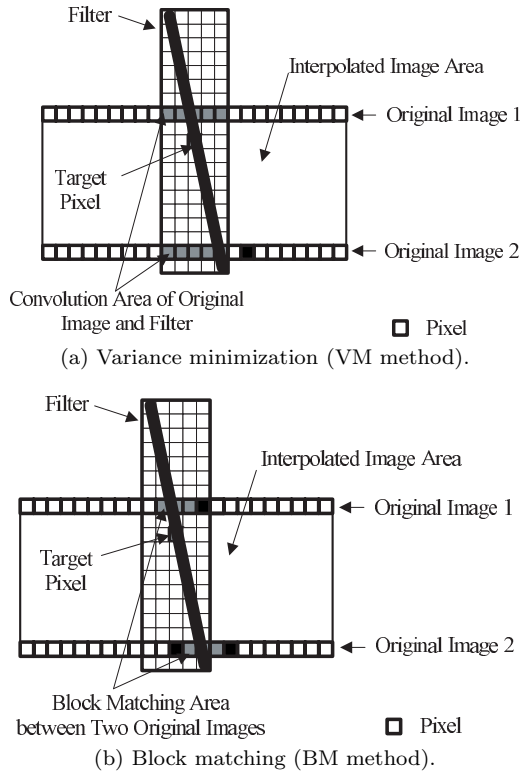 Filter
Interpolated Image Area
Original Image 1
Target
Pixel
Original Image 2
Convolution Area of Original
Image and Filter
Pixel
(a) Variance minimization (VM method).
Filter
Interpolated Image Area
Original Image 1
Target
Pixel
Original Image 2
Block Matching Area
between Two Original Images
Pixel
(b) Block matching (BM method).